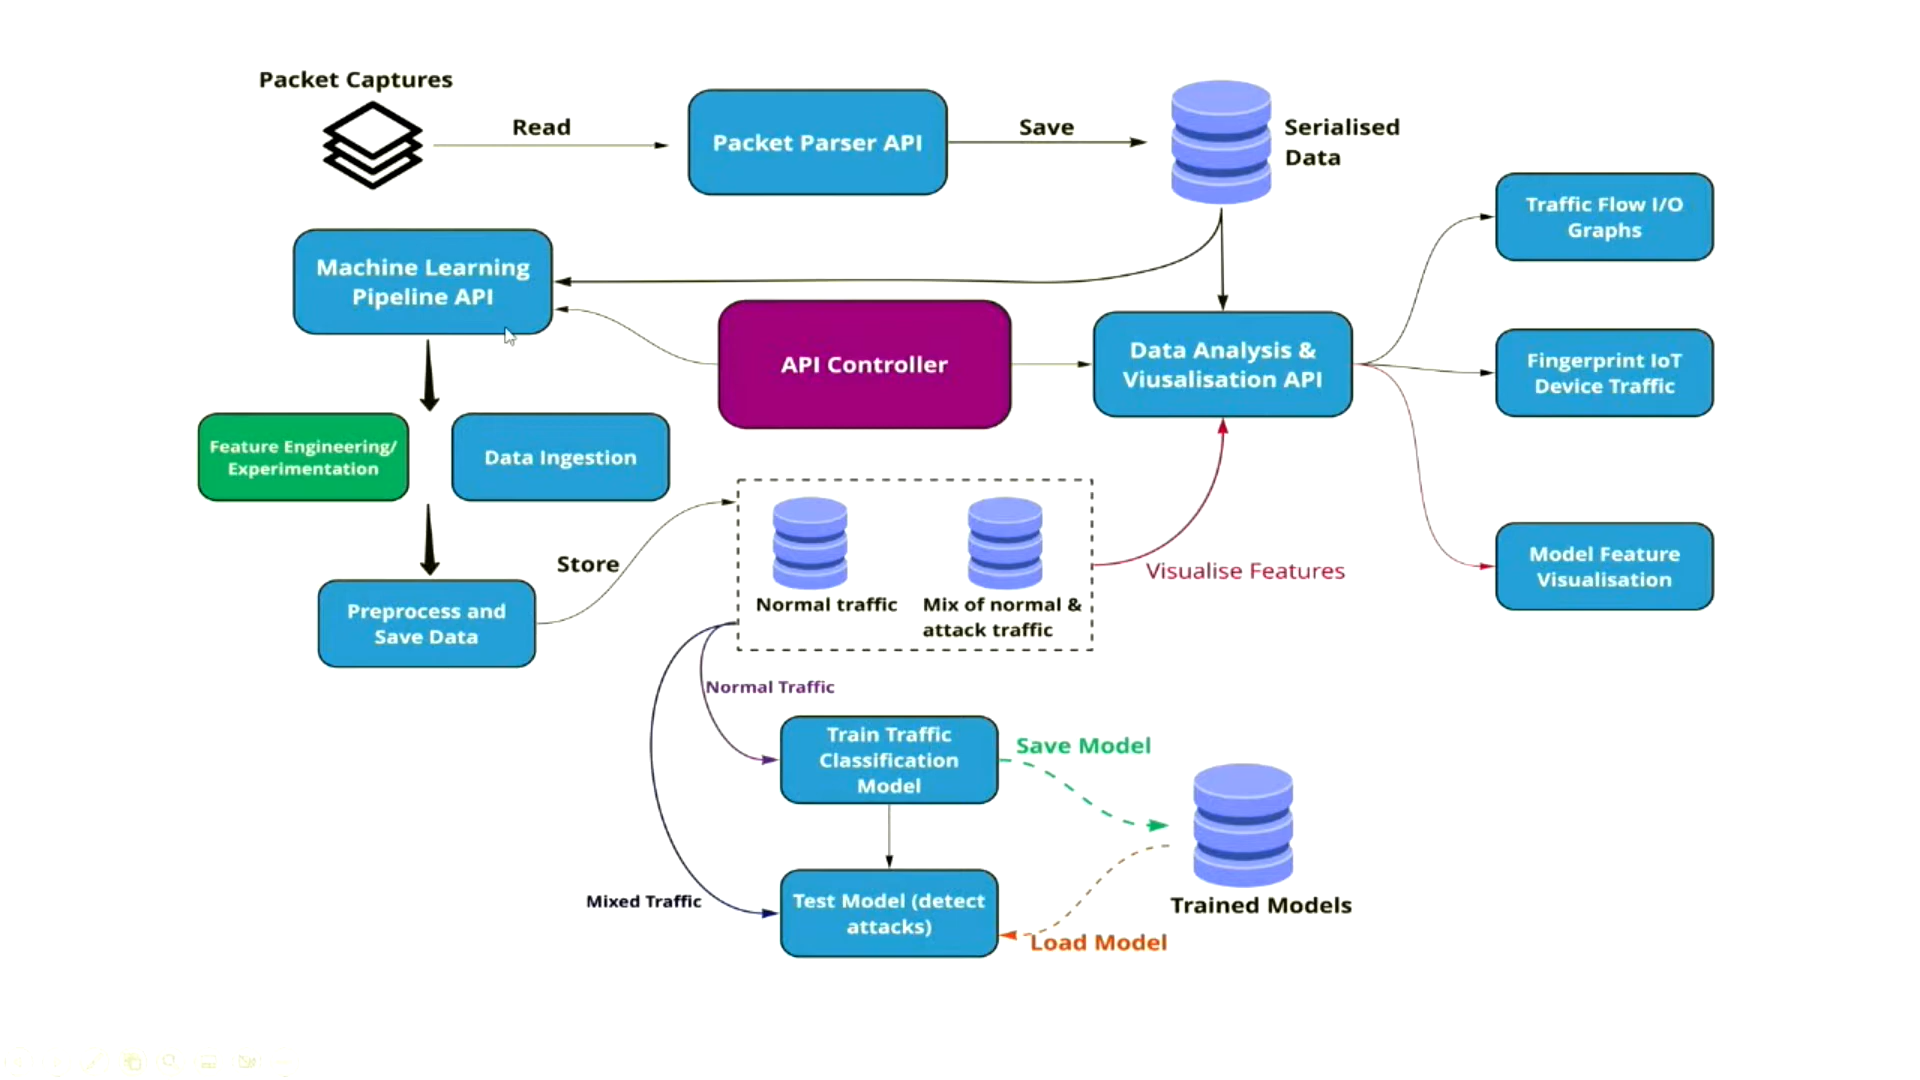 Packet Captures
Read
Packet Parser API
Save
Serialised
Data
Traffic Flow I/O
Graphs
Machine Learning
Pipeline API
API Controller
Data Analysis &
Viusalisation API
Fingerprint IoT
Device Traffic
Feature Engineering/
Experimentation
Data Ingestion
Store
Normal traffic
Mix of normal &
attack traffic
Visualise Features
Model Feature
Visualisation
Preprocess and
Save Data
Normal Traffic
Train Traffic
Classification
Model
Save Model
Mixed Traffic
Test Model (detect
attacks)
Trained Models
Load Model